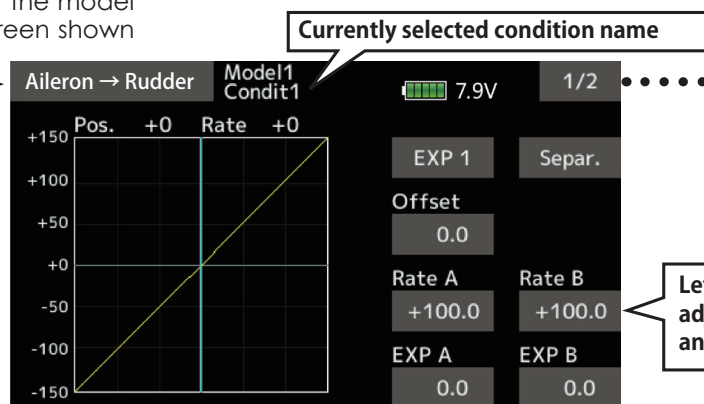 the model
reen shown
Currently selected condition name
Aileron → Rudder
Model1
Condit1
7.9V
1/2
Pos. +0 Rate +0
+150
+100
+50
+0
-50
-100
-150
EXP 1
Separ.
Offset
0.0
Rate A
Rate B
+100.0
+100.0
EXP A
EXP B
0.0
0.0
Le
adj
an